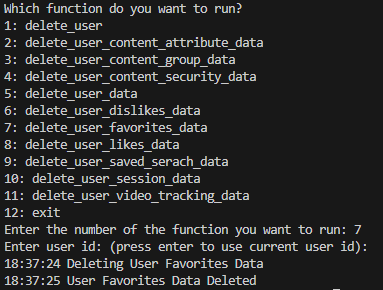 Which function do you want to run?
1: delete_user
2: delete_user_content_attribute_data
3: delete_user_content_group_data
4: delete_user_content_security_data
5: delete_user_data
6: delete_user_dislikes_data
7: delete_user_favorites_data
8: delete_user_likes_data
9: delete_user_saved_serach_data
10: delete_user_session_data
11: delete_user_video_tracking_data
12: exit
Enter the number of the function you want to run: 7
Enter user id: (press enter to use current user id):
18:37:24 Deleting User Favorites Data
18:37:25 User Favorites Data Deleted